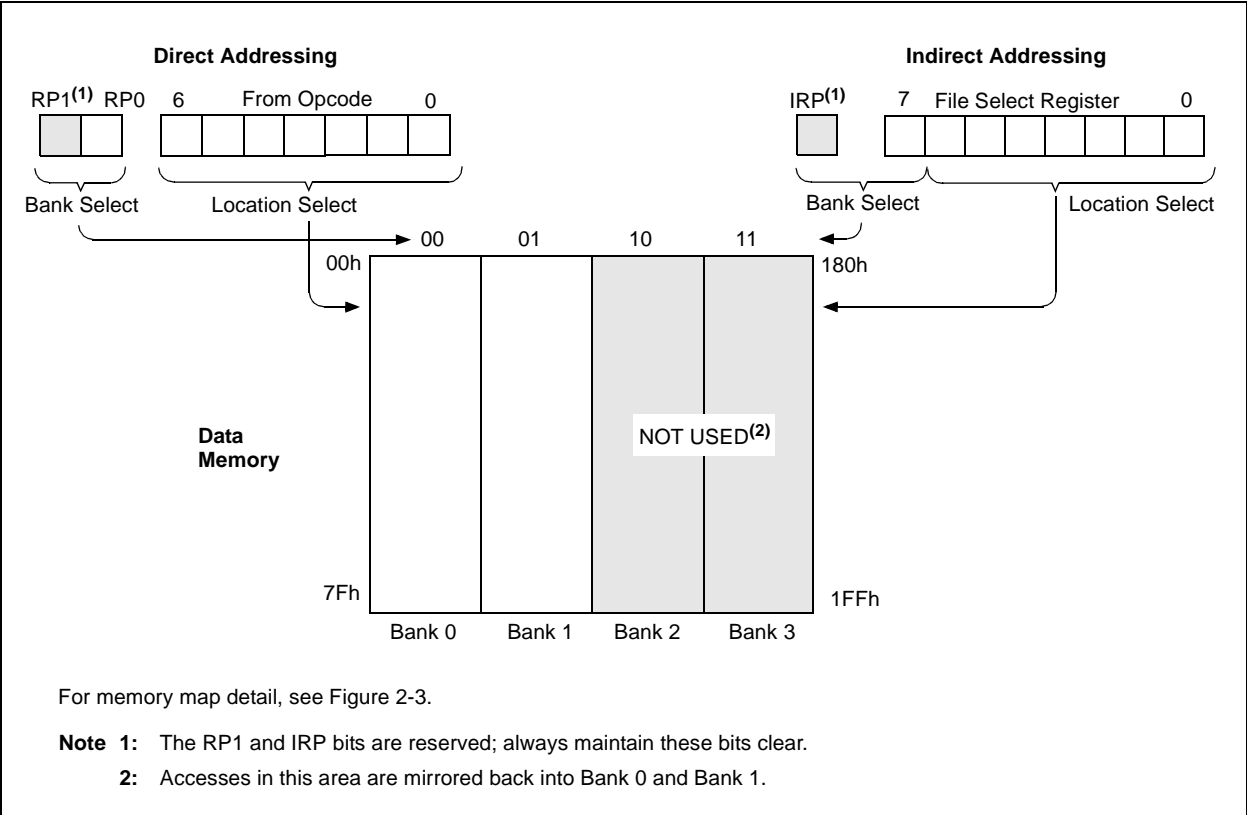 Direct Addressing
Indirect Addressing
RP1(1) RP0 6 From Opcode 0
IRP(1) 7 File Select Register 0
Bank Select Location Select
Bank Select Location Select
00 01 10 11
00h 180h
Data
Memory
NOT USED(2)
7Fh 1FFh
Bank 0 Bank 1 Bank 2 Bank 3
For memory map detail, see Figure 2-3.
Note 1: The RP1 and IRP bits are reserved; always maintain these bits clear.
2: Accesses in this area are mirrored back into Bank 0 and Bank 1.